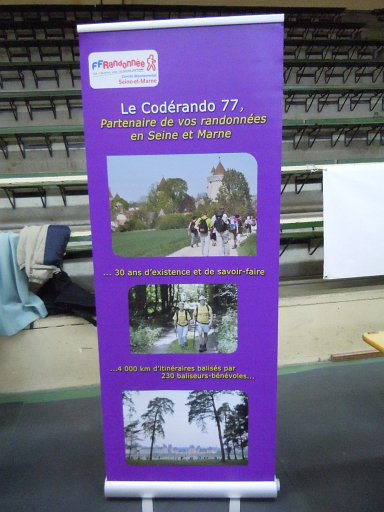 FFRandonnée
Comité départemental
Seine-et-Marne
Le Codérando 77,
Partenaire de vos randonnées
en Seine et Marne
... 30 ans d'existence et de savoir-faire
...4 000 km d'itinéraires balisés par
230 baliseurs-bénévoles...